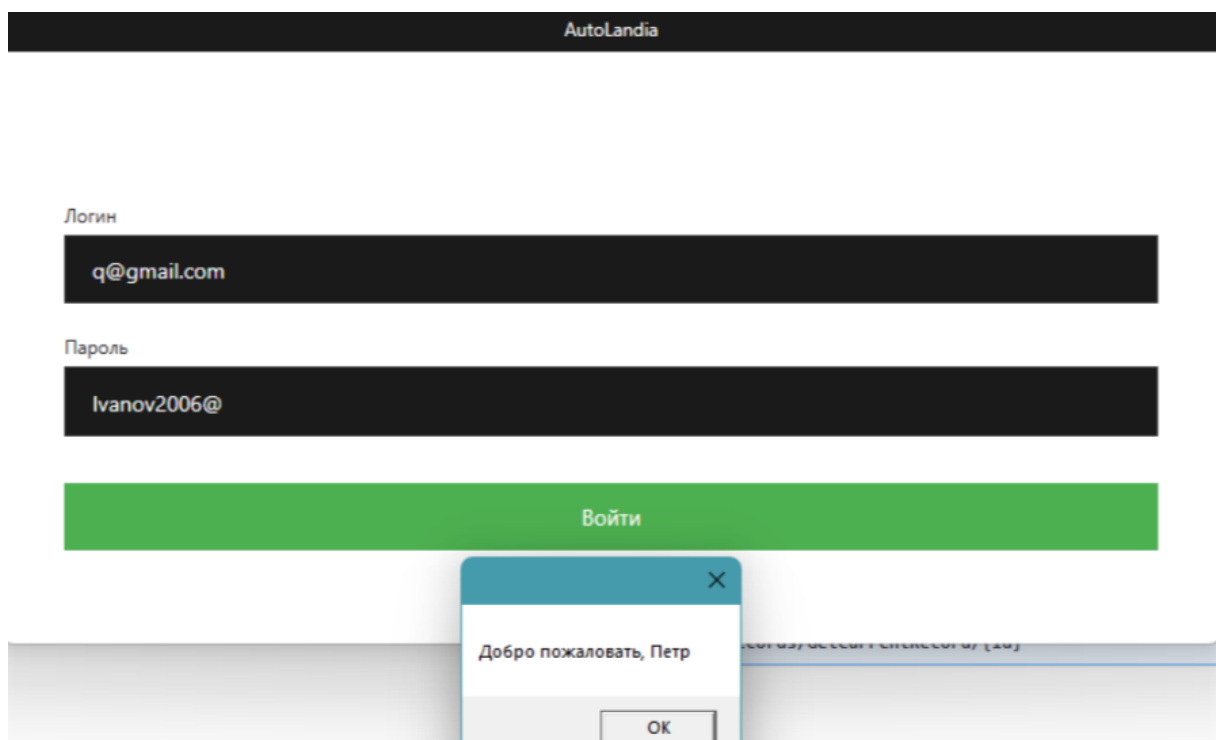 AutoLandia
Логин
q@gmail.com
Пароль
Ivanov2006@
Войти
Добро пожаловать, Петр
OK